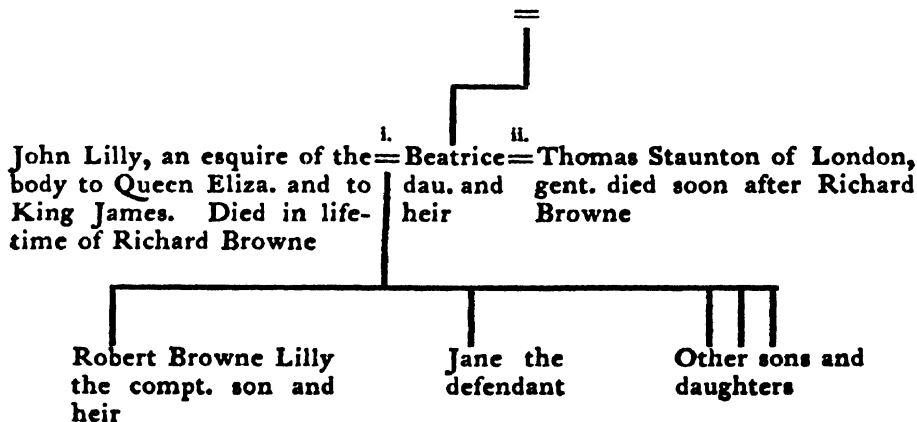 =
i. ii.
John Lilly, an esquire of the=Beatrice=Thomas Staunton of London,
body to Queen Eliza. and to dau. and gent. died soon after Richard
King James. Died in life- heir Browne
time of Richard Browne
Robert Browne Lilly Jane the Other sons and
the compt. son and defendant daughters
heir